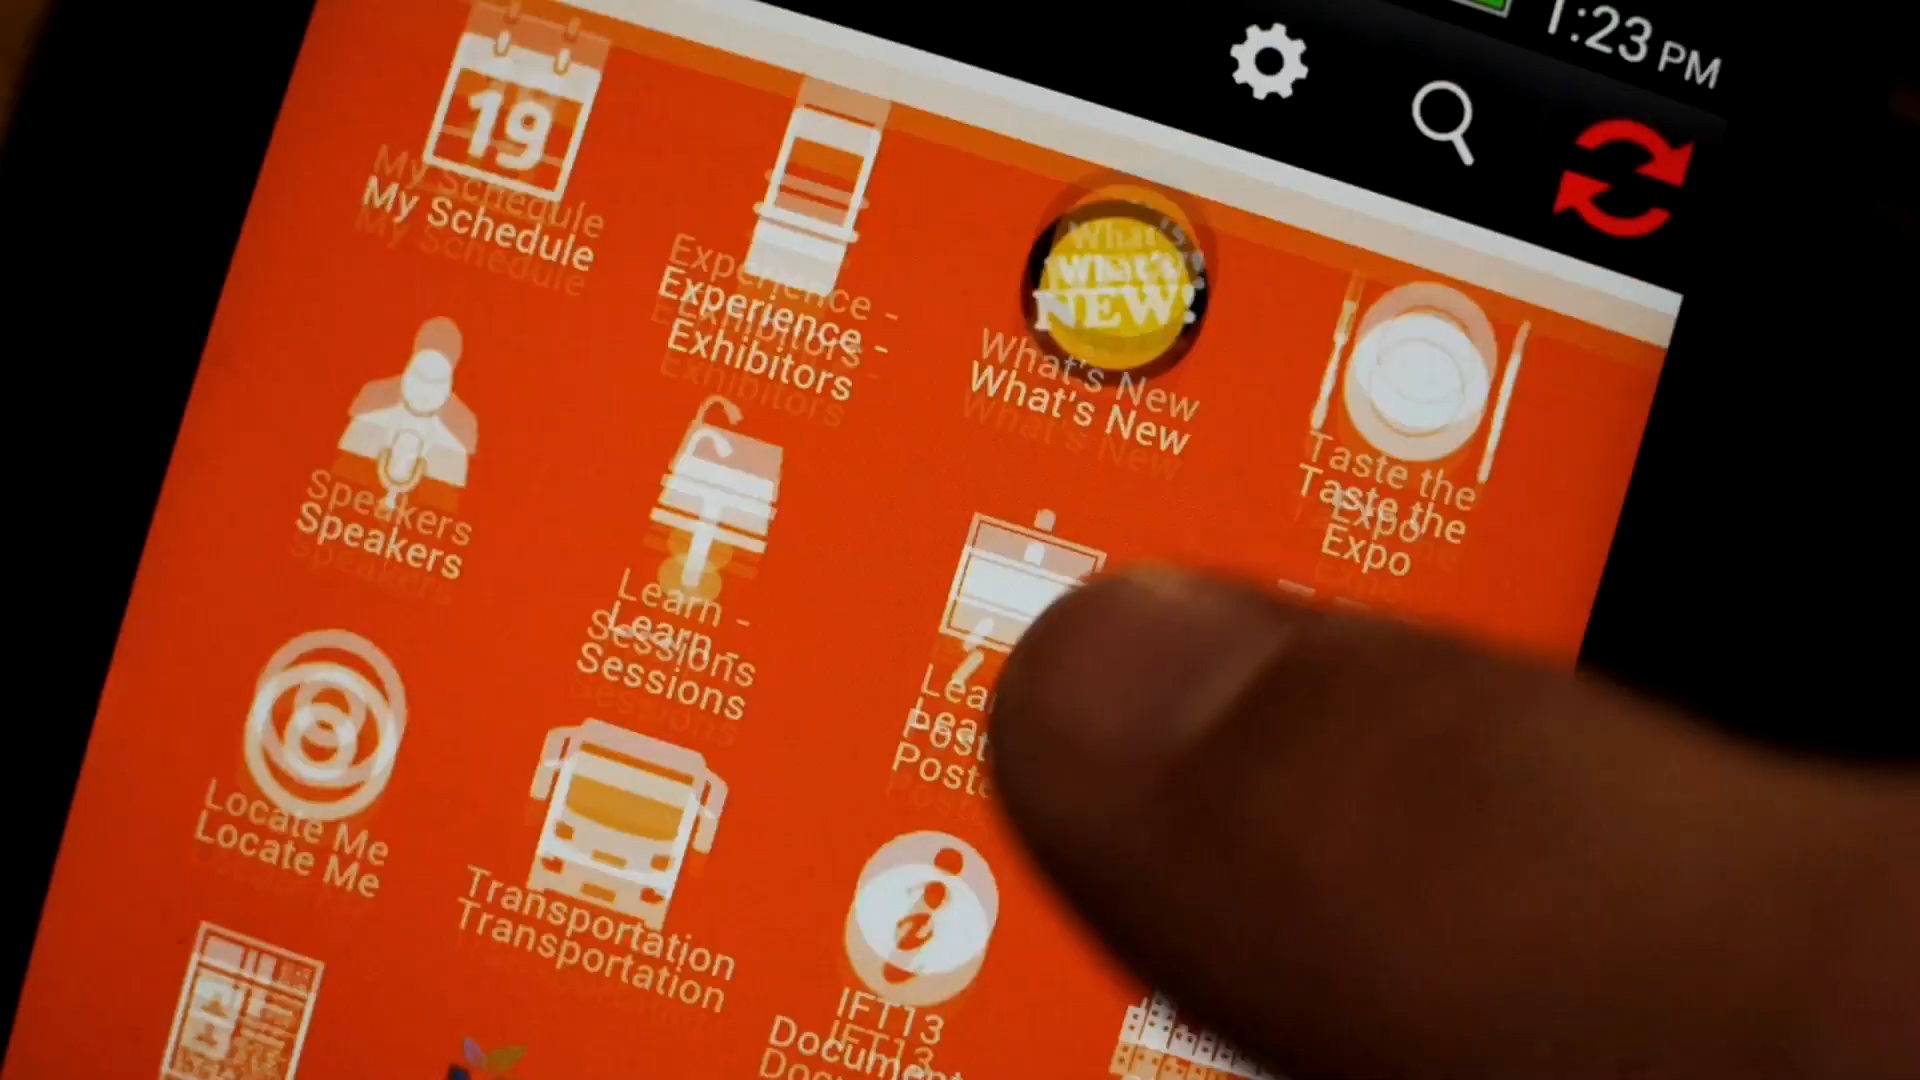 1:23 PM
19
My Schedule
Experience -
Exhibitors
What's
NEW!
What's New
Taste the
Expo
Speakers
Learn -
Sessions
Locate Me
Transportation
IFT13